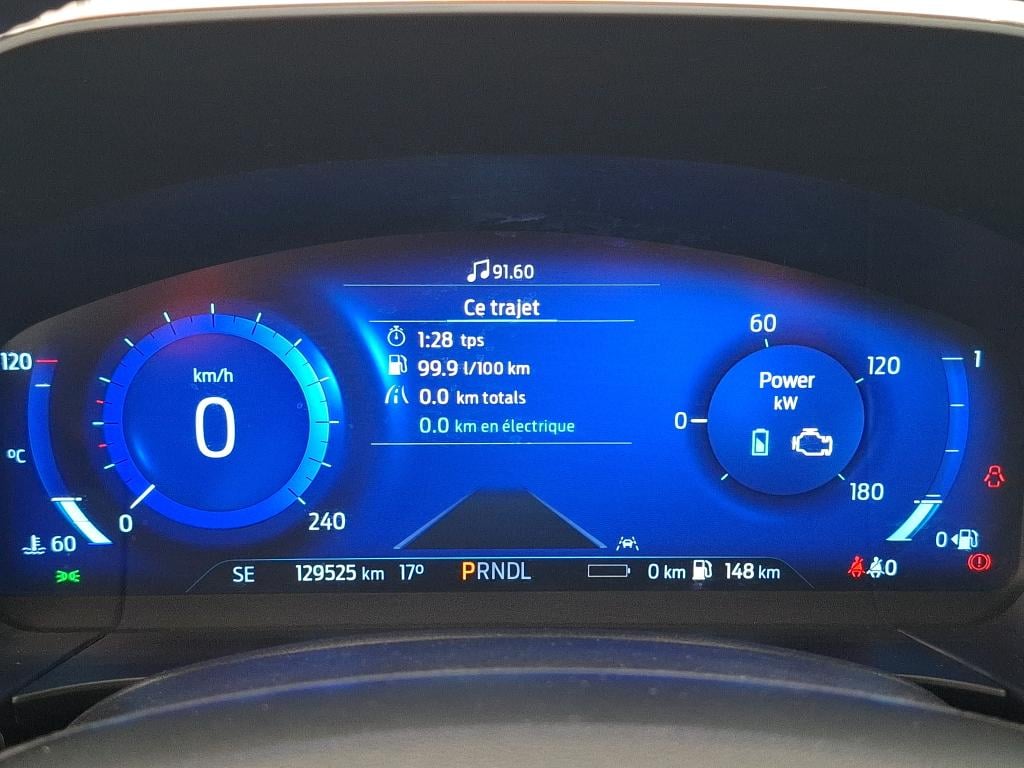 91.60
Ce trajet
1:28 tps
99.9 l/100 km
0.0 km totals
0.0 km en électrique
120
°C
60
km/h
0
0
240
60
120
0
180
Power
kW
1
0
0
SE 129525 km 17° PRNDL 0 km 148 km